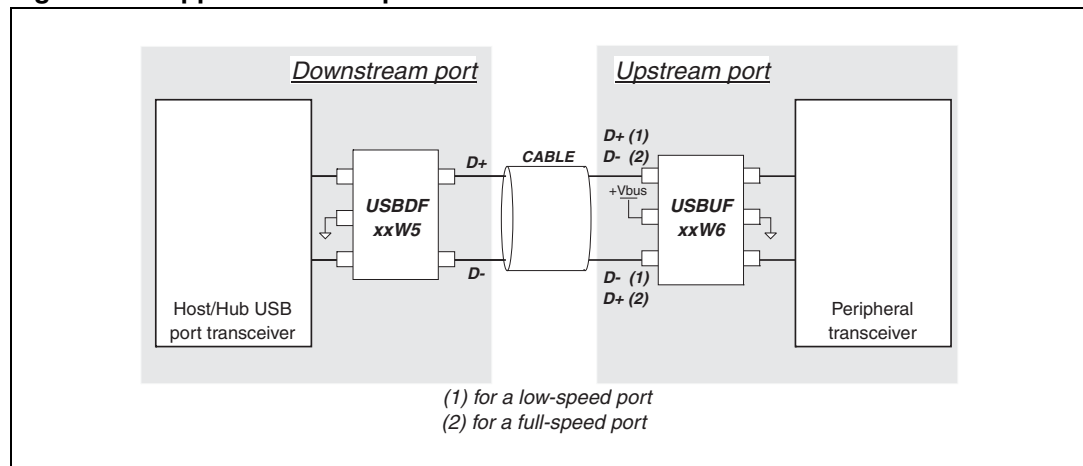 Downstream port
Upstream port
D+
CABLE
D+ (1)
D- (2)
+Vbus
USBDF
xxW5
USBUF
xxW6
D-
D- (1)
D+ (2)
Host/Hub USB
port transceiver
Peripheral
transceiver
(1) for a low-speed port
(2) for a full-speed port